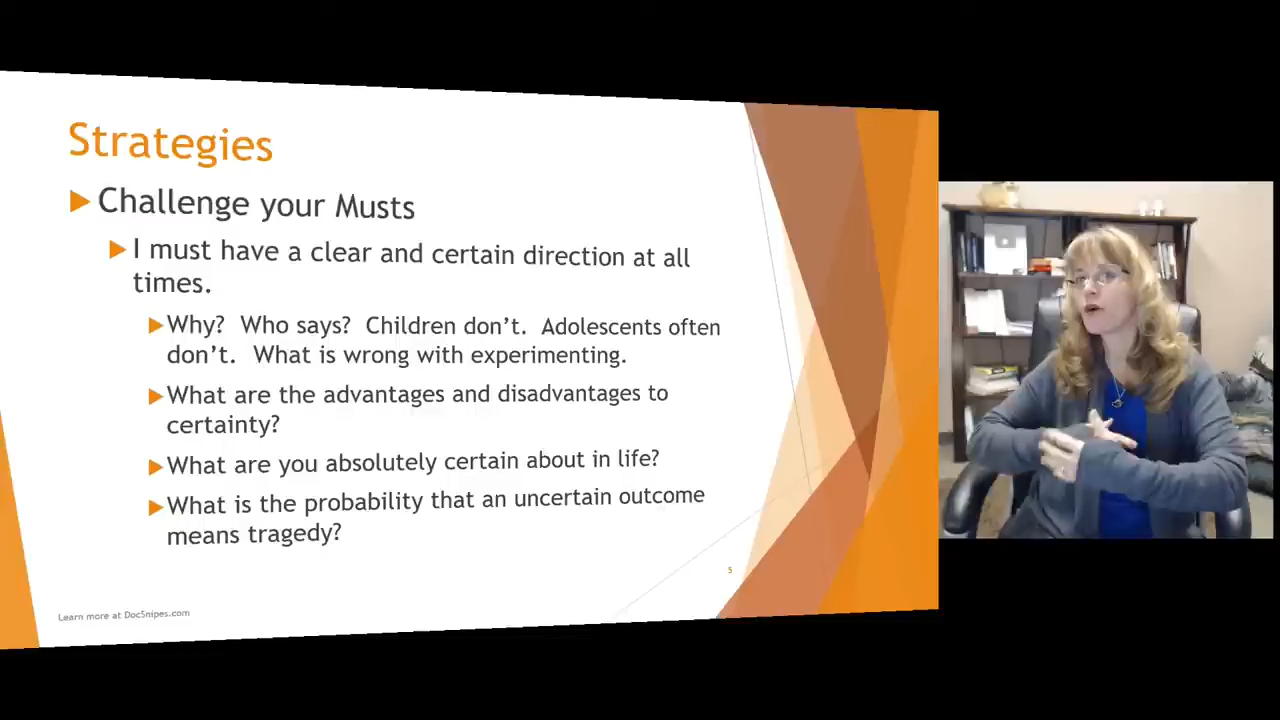 Strategies
Challenge your Musts
I must have a clear and certain direction at all
times.
Why? Who says? Children don't. Adolescents often
don't. What is wrong with experimenting.
What are the advantages and disadvantages to
certainty?
What are you absolutely certain about in life?
What is the probability that an uncertain outcome
means tragedy?
5
Learn more at DocSnipes.com